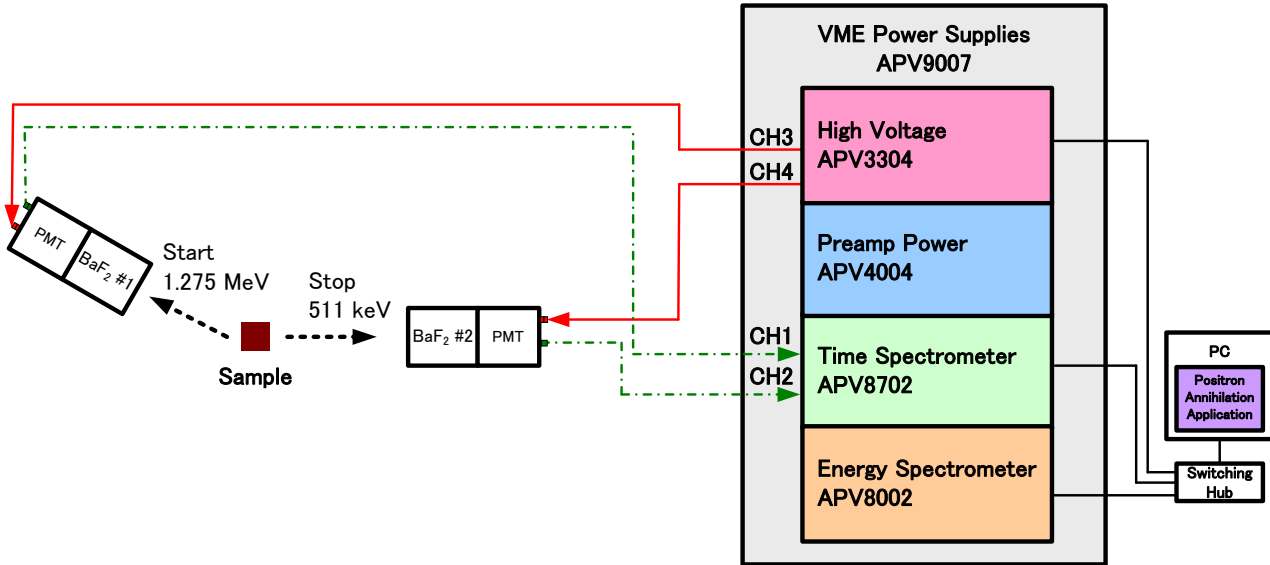 VME Power Supplies
APV9007
CH3
High Voltage
APV3304
CH4
PMT
BaF₂ #1
Start
1.275 MeV
Stop
511 keV
Preamp Power
APV4004
BaF₂ #2
PMT
Sample
CH1
Time Spectrometer
APV8702
CH2
PC
Positron
Annihilation
Application
Energy Spectrometer
APV8002
Switching
Hub